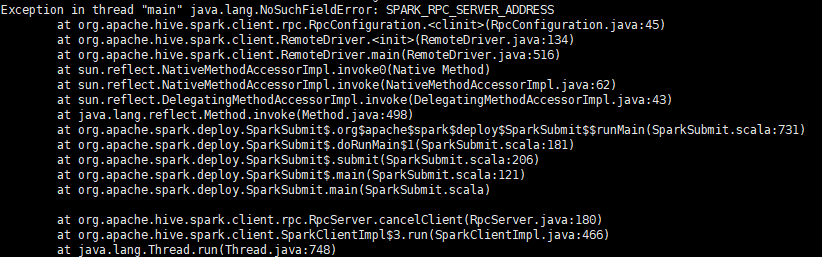 Exception in thread "main" java.lang.NoSuchFieldError: SPARK_RPC_SERVER_ADDRESS
at org.apache.hive.spark.client.rpc.RpcConfiguration.<clinit>(RpcConfiguration.java:45)
at org.apache.hive.spark.client.RemoteDriver.<init>(RemoteDriver.java:134)
at org.apache.hive.spark.client.RemoteDriver.main(RemoteDriver.java:516)
at sun.reflect.NativeMethodAccessorImpl.invoke0(Native Method)
at sun.reflect.NativeMethodAccessorImpl.invoke(NativeMethodAccessorImpl.java:62)
at sun.reflect.DelegatingMethodAccessorImpl.invoke(DelegatingMethodAccessorImpl.java:43)
at java.lang.reflect.Method.invoke(Method.java:498)
at org.apache.spark.deploy.SparkSubmit$.org$apache$spark$deploy$SparkSubmit$$runMain(SparkSubmit.scala:731)
at org.apache.spark.deploy.SparkSubmit$.doRunMain$1(SparkSubmit.scala:181)
at org.apache.spark.deploy.SparkSubmit$.submit(SparkSubmit.scala:206)
at org.apache.spark.deploy.SparkSubmit$.main(SparkSubmit.scala:121)
at org.apache.spark.deploy.SparkSubmit.main(SparkSubmit.scala)
at org.apache.hive.spark.client.rpc.RpcServer.cancelClient(RpcServer.java:180)
at org.apache.hive.spark.client.SparkClientImpl$3.run(SparkClientImpl.java:466)
at java.lang.Thread.run(Thread.java:748)